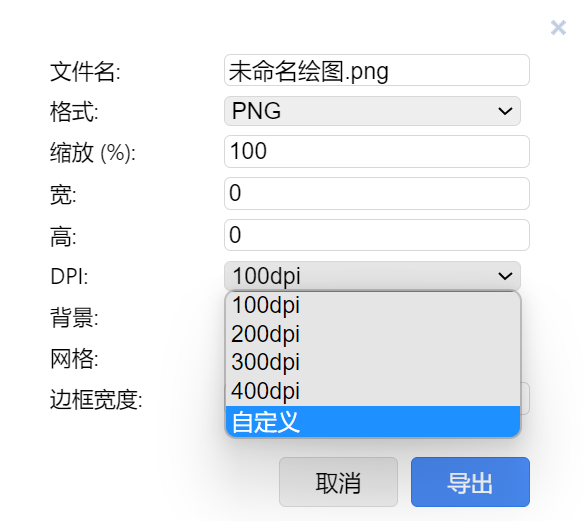 ×
文件名: 未命名绘图.png
格式: PNG
缩放 (%): 100
宽: 0
高: 0
DPI: 100dpi
100dpi
背景:
200dpi
300dpi
网格:
400dpi
边框宽度:
自定义
取消 导出